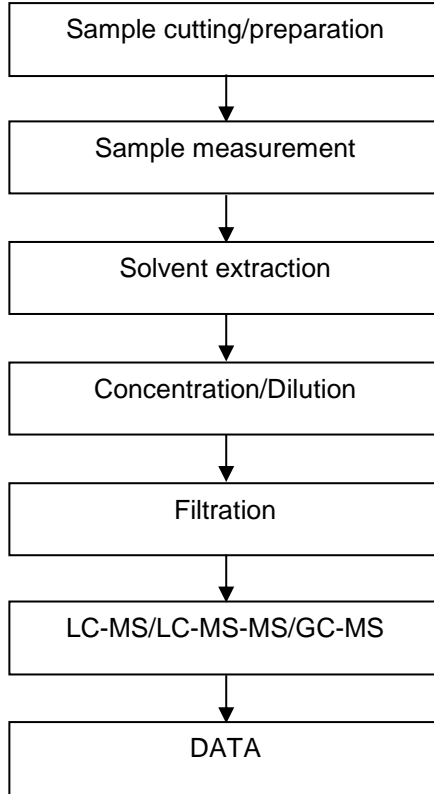 Sample cutting/preparation
Sample measurement
Solvent extraction
Concentration/Dilution
Filtration
LC-MS/LC-MS-MS/GC-MS
DATA